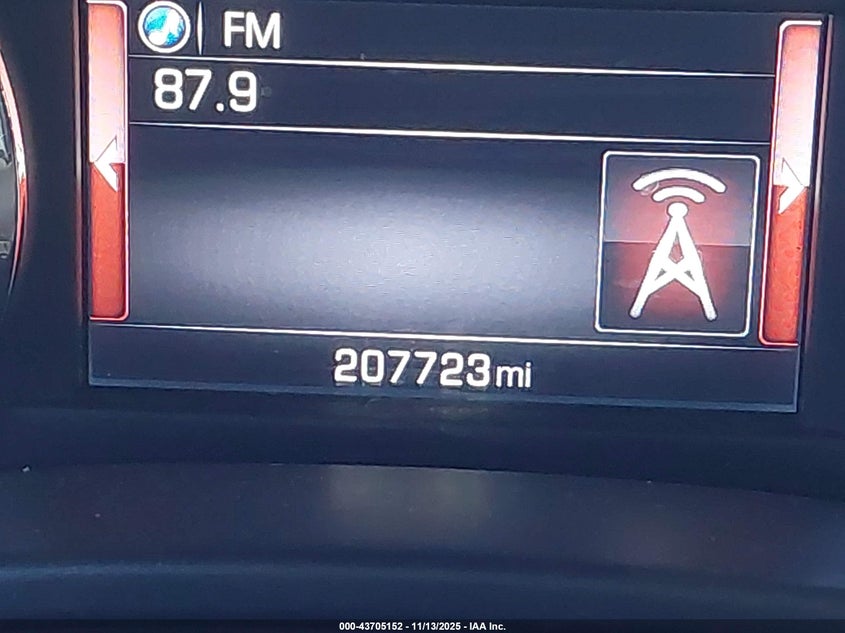 FM
87.9
207723mi
000-43705152 - 11/13/2025 - IAA Inc.